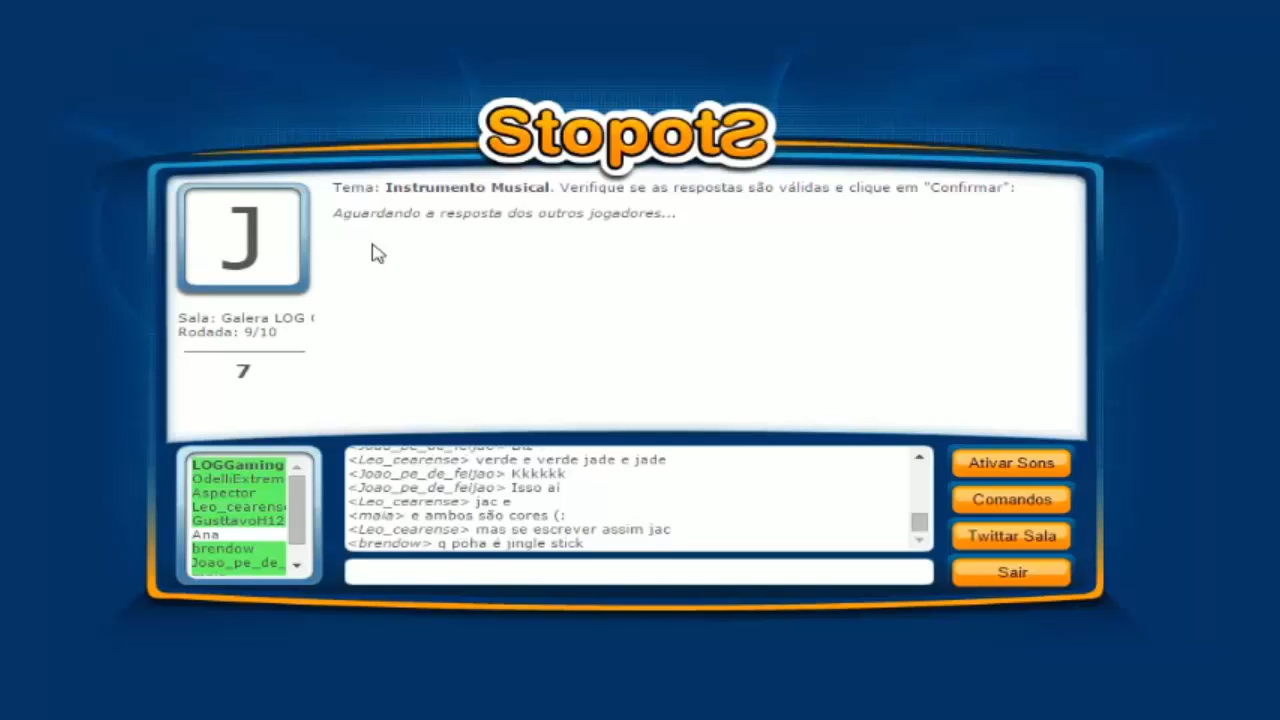 StopotS
Tema: Instrumento Musical. Verifique se as respostas são válidas e clique em "Confirmar":
Aguardando a resposta dos outros jogadores...
J
Sala: Galera LOG
Rodada: 9/10
7
LOGGaming
OdelliExtrem
Aspector
Leo_cearens
GusttavoH12
Ana
brendow
Joao_pe_de_
<Joao_pe_de_feijao>
<Leo_cearense> verde e verde jade e jade
<Joao_pe_de_feijao> Kkkkkk
<Joao_pe_de_feijao> Isso ai
<Leo_cearense> jac e
<maia> e ambos são cores (:
<Leo_cearense> mas se escrever assim jac
<brendow> q poha é jingle stick
Ativar Sons
Comandos
Twittar Sala
Sair